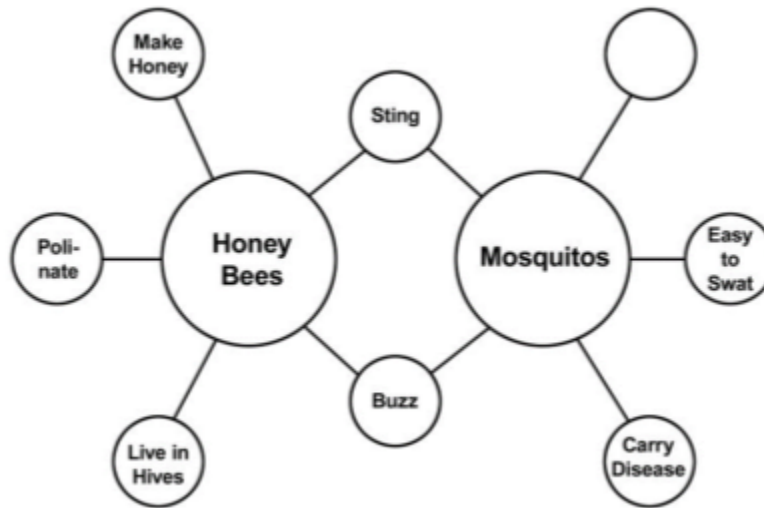 Make
Honey
Sting
Poli-
nate
Honey
Bees
Mosquitos
Easy
to
Swat
Buzz
Live in
Hives
Carry
Disease